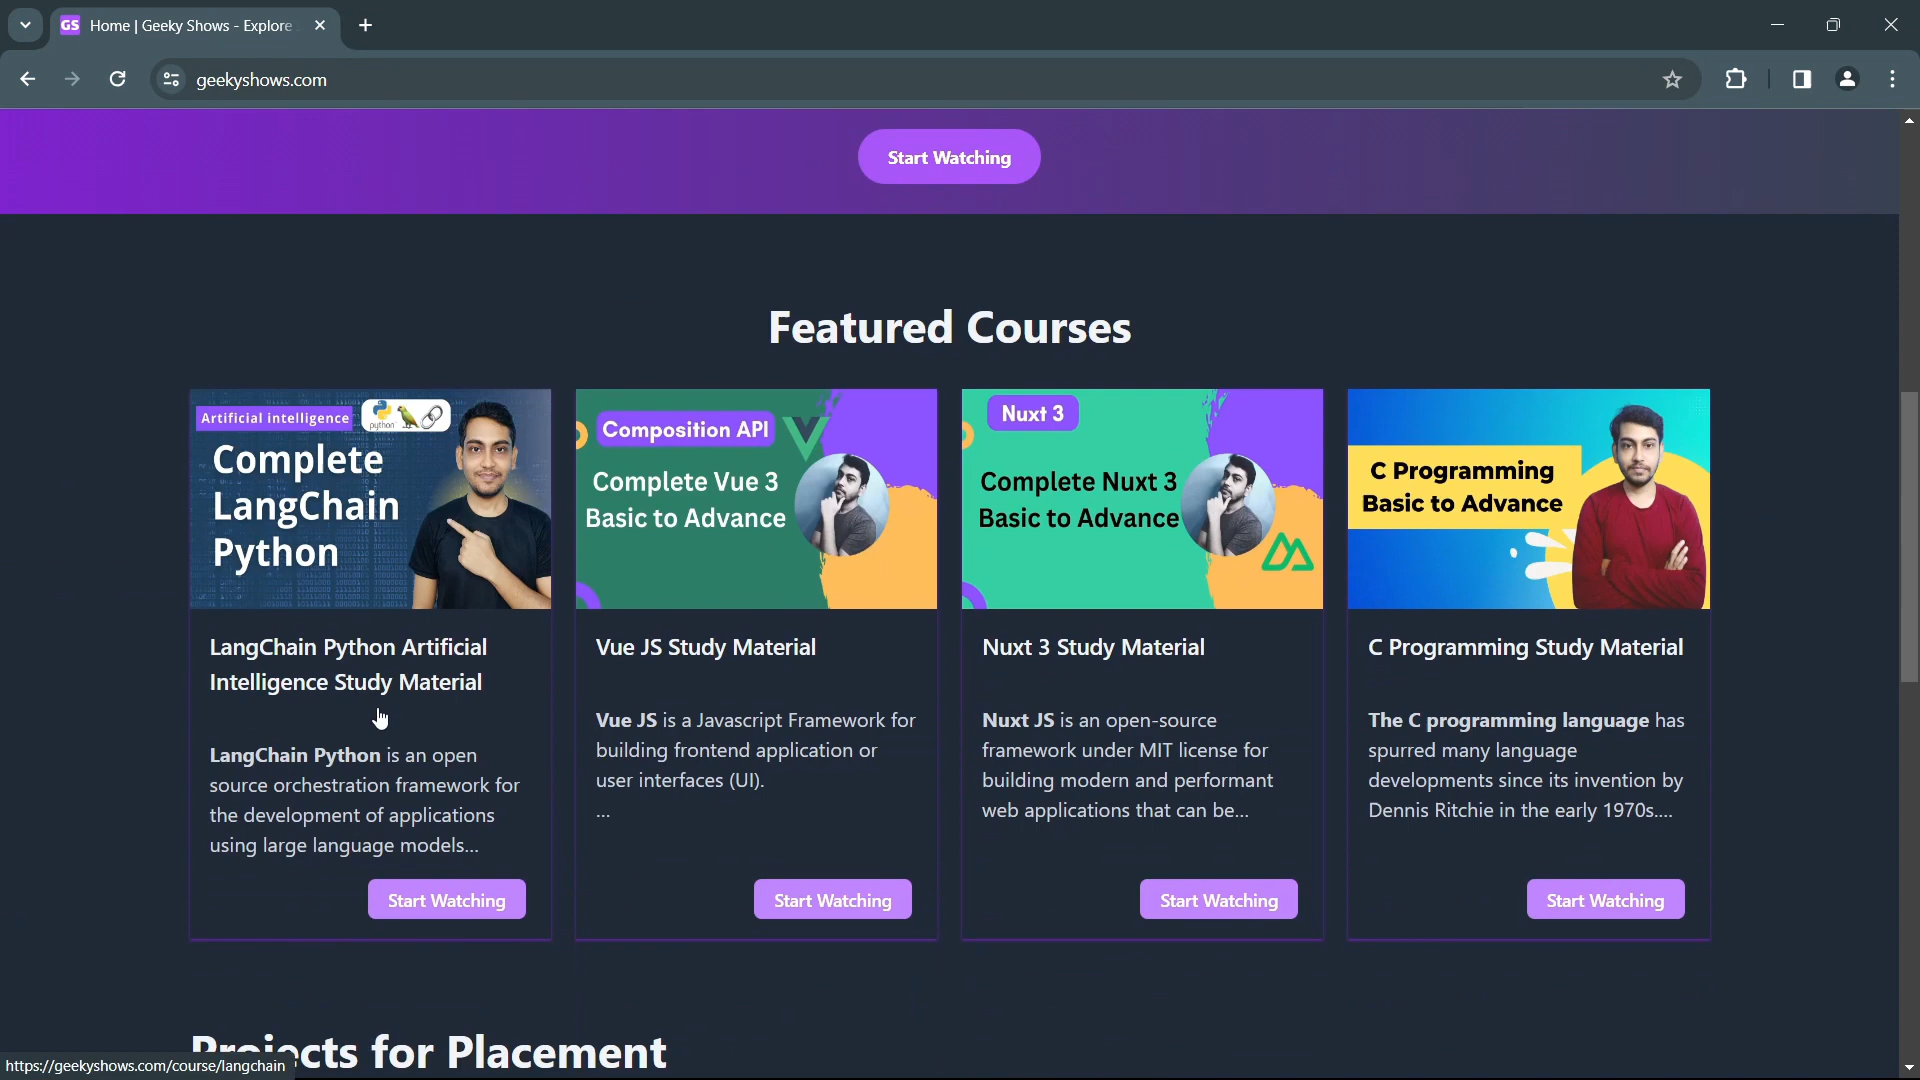 GS Home | Geeky Shows - Explore
geekyshows.com
Start Watching
Featured Courses
Artificial intelligence
python
Complete
LangChain
Python
LangChain Python Artificial
Intelligence Study Material
LangChain Python is an open
source orchestration framework for
the development of applications
using large language models...
Start Watching
Composition API
Complete Vue 3
Basic to Advance
Vue JS Study Material
Vue JS is a Javascript Framework for
building frontend application or
user interfaces (UI).
...
Start Watching
Nuxt 3
Complete Nuxt 3
Basic to Advance
Nuxt 3 Study Material
Nuxt JS is an open-source
framework under MIT license for
building modern and performant
web applications that can be...
Start Watching
C Programming
Basic to Advance
C Programming Study Material
The C programming language has
spurred many language
developments since its invention by
Dennis Ritchie in the early 1970s....
Start Watching
Projects for Placement
https://geekyshows.com/course/langchain